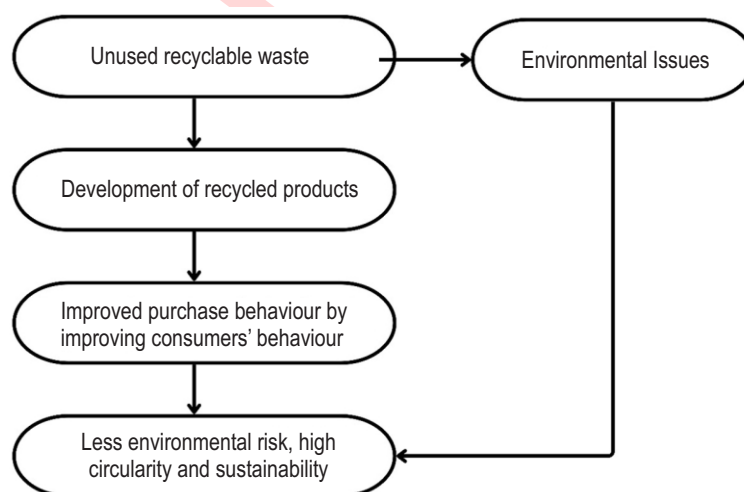 Unused recyclable waste
Environmental Issues
Development of recycled products
Improved purchase behaviour by
improving consumers’ behaviour
Less environmental risk, high
circularity and sustainability